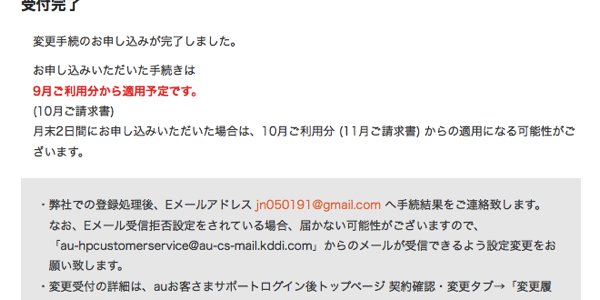 受付完了
変更手続のお申し込みが完了しました。
お申し込みいただいた手続きは
9月ご利用分から適用予定です。
(10月ご請求書)
月末2日間にお申し込みいただいた場合は、10月ご利用分 (11月ご請求書) からの適用になる可能性がご
ざいます。
・弊社での登録処理後、Eメールアドレス jn050191@gmail.com へ手続結果をご連絡致します。
なお、Eメール受信拒否設定をされている場合、届かない可能性がございますので、
「au-hpcustomerservice@au-cs-mail.kddi.com」からのメールが受信できるよう設定変更をお
願い致します。
・変更受付の詳細は、auお客さまサポートログイン後トップページ 契約確認・変更タブ→「変更履